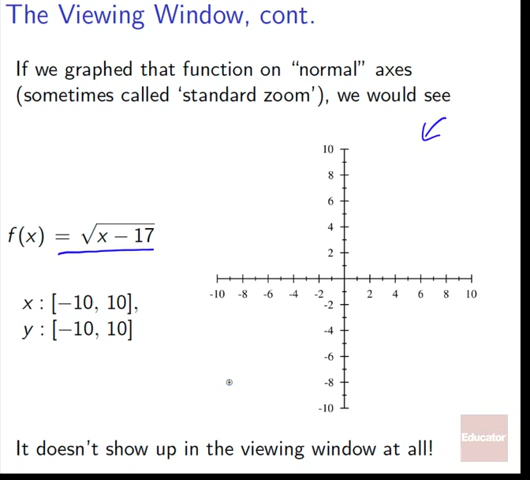 The Viewing Window, cont.
If we graphed that function on “normal” axes
(sometimes called ‘standard zoom’), we would see
10
8
6
4
2
f(x) = √x − 17
-10 -8 -6 -4 -2 2 4 6 8 10
x : [−10, 10],
-2
y : [−10, 10]
-4
-6
-8
-10
Educator
It doesn’t show up in the viewing window at all!